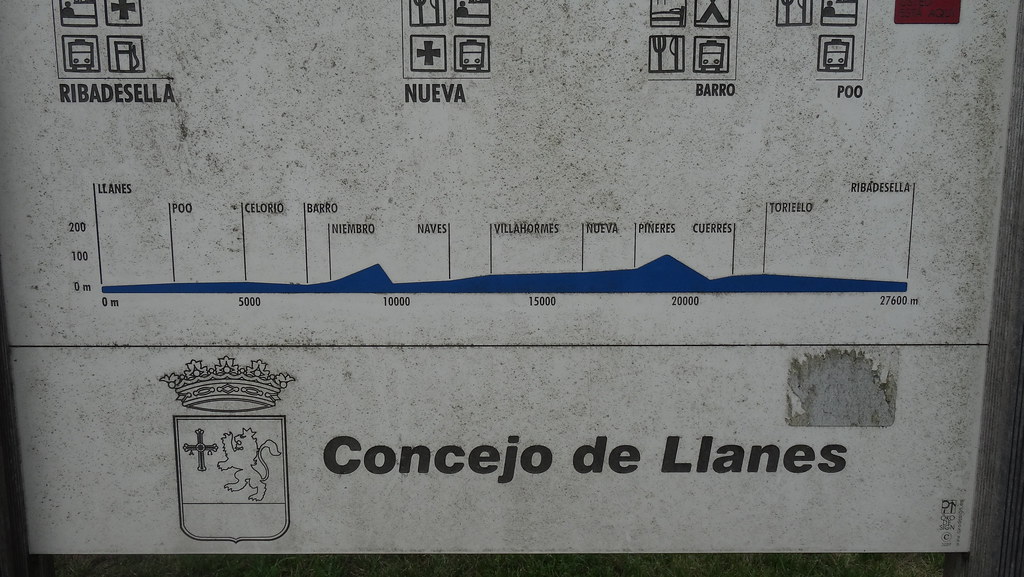 RIBADESELLA
NUEVA
BARRO
POO
LLANES
RIBADESELLA
POO
CELORIO
BARRO
TORIELLO
NIEMBRO
NAVES
VILLAHORMES
NUEVA
PIÑERES
CUERRES
200
100
0 m
0 m
5000
10000
15000
20000
27600 m
Concejo de Llanes